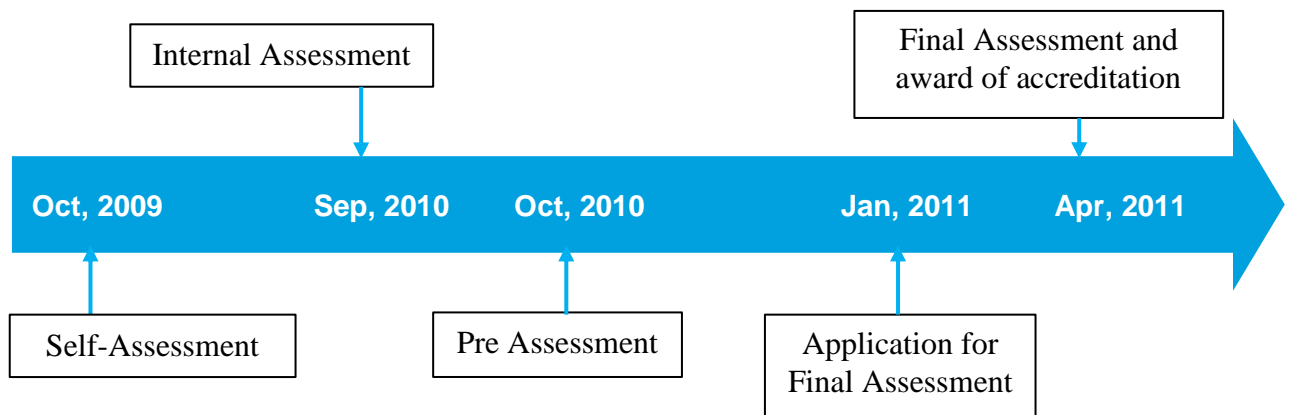 Internal Assessment
Final Assessment and
award of accreditation
Oct, 2009
Sep, 2010
Oct, 2010
Jan, 2011
Apr, 2011
Self-Assessment
Pre Assessment
Application for
Final Assessment